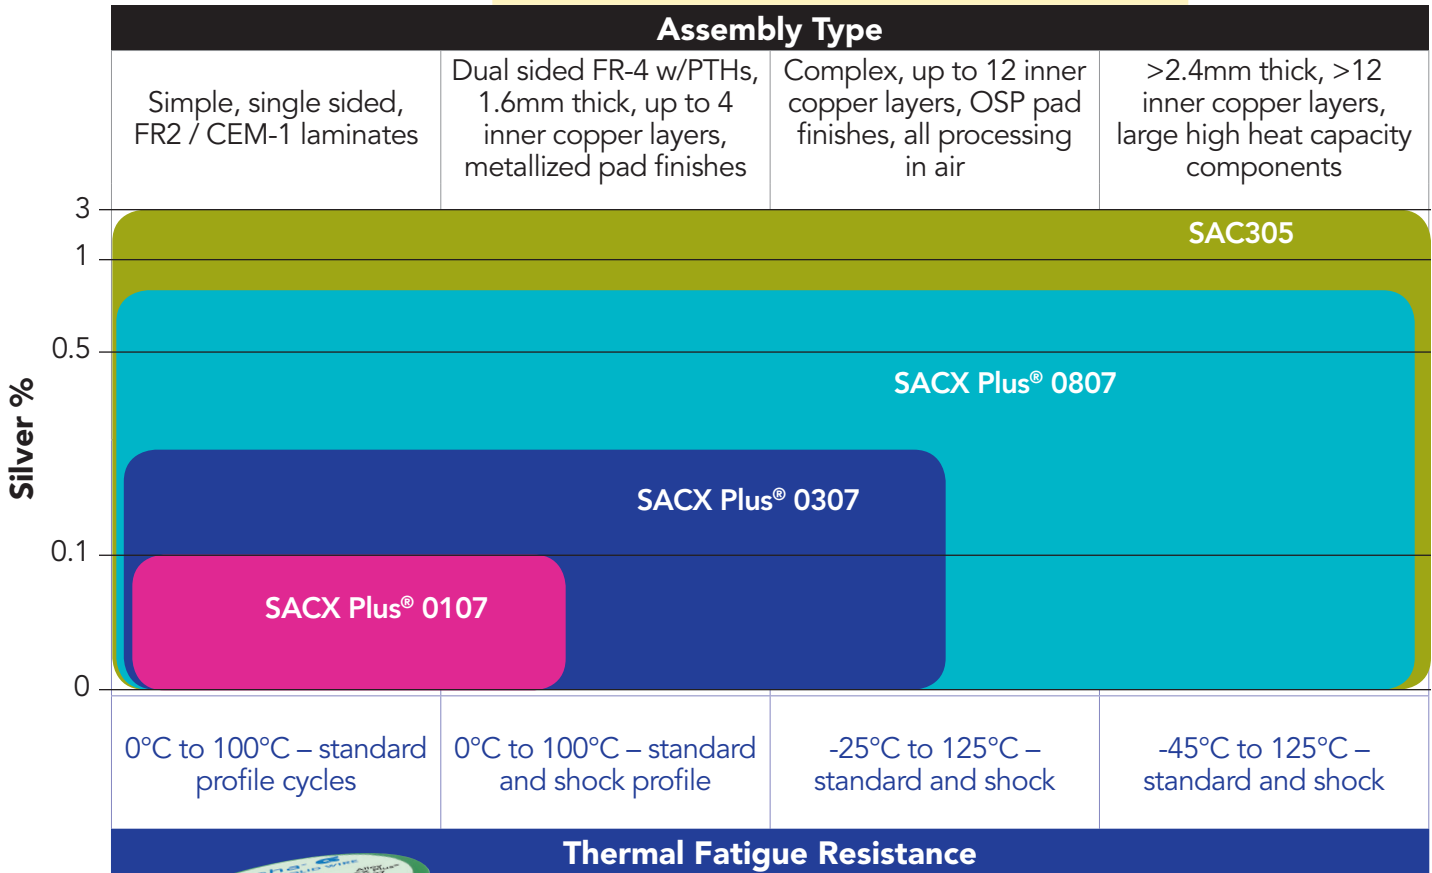 Assembly Type
Simple, single sided,
FR2 / CEM-1 laminates
Dual sided FR-4 w/PTHs,
1.6mm thick, up to 4
inner copper layers,
metallized pad finishes
Complex, up to 12 inner
copper layers, OSP pad
finishes, all processing
in air
>2.4mm thick, >12
inner copper layers,
large high heat capacity
components
Silver %
3
1
0.5
0.1
0
SAC305
SACX Plus® 0807
SACX Plus® 0307
SACX Plus® 0107
0°C to 100°C – standard
profile cycles
0°C to 100°C – standard
and shock profile
-25°C to 125°C –
standard and shock
-45°C to 125°C –
standard and shock
Thermal Fatigue Resistance
WIRE
Alloy